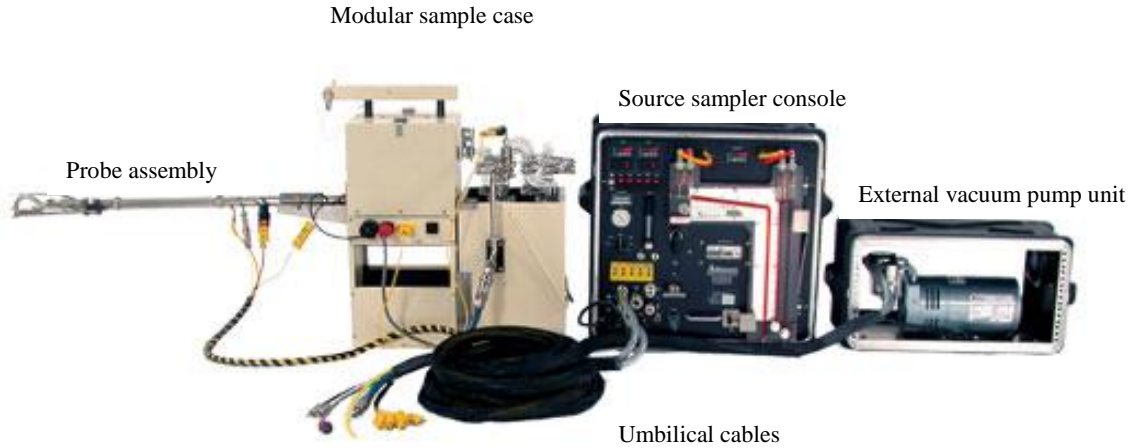 Modular sample case
Source sampler console
Probe assembly
External vacuum pump unit
Umbilical cables